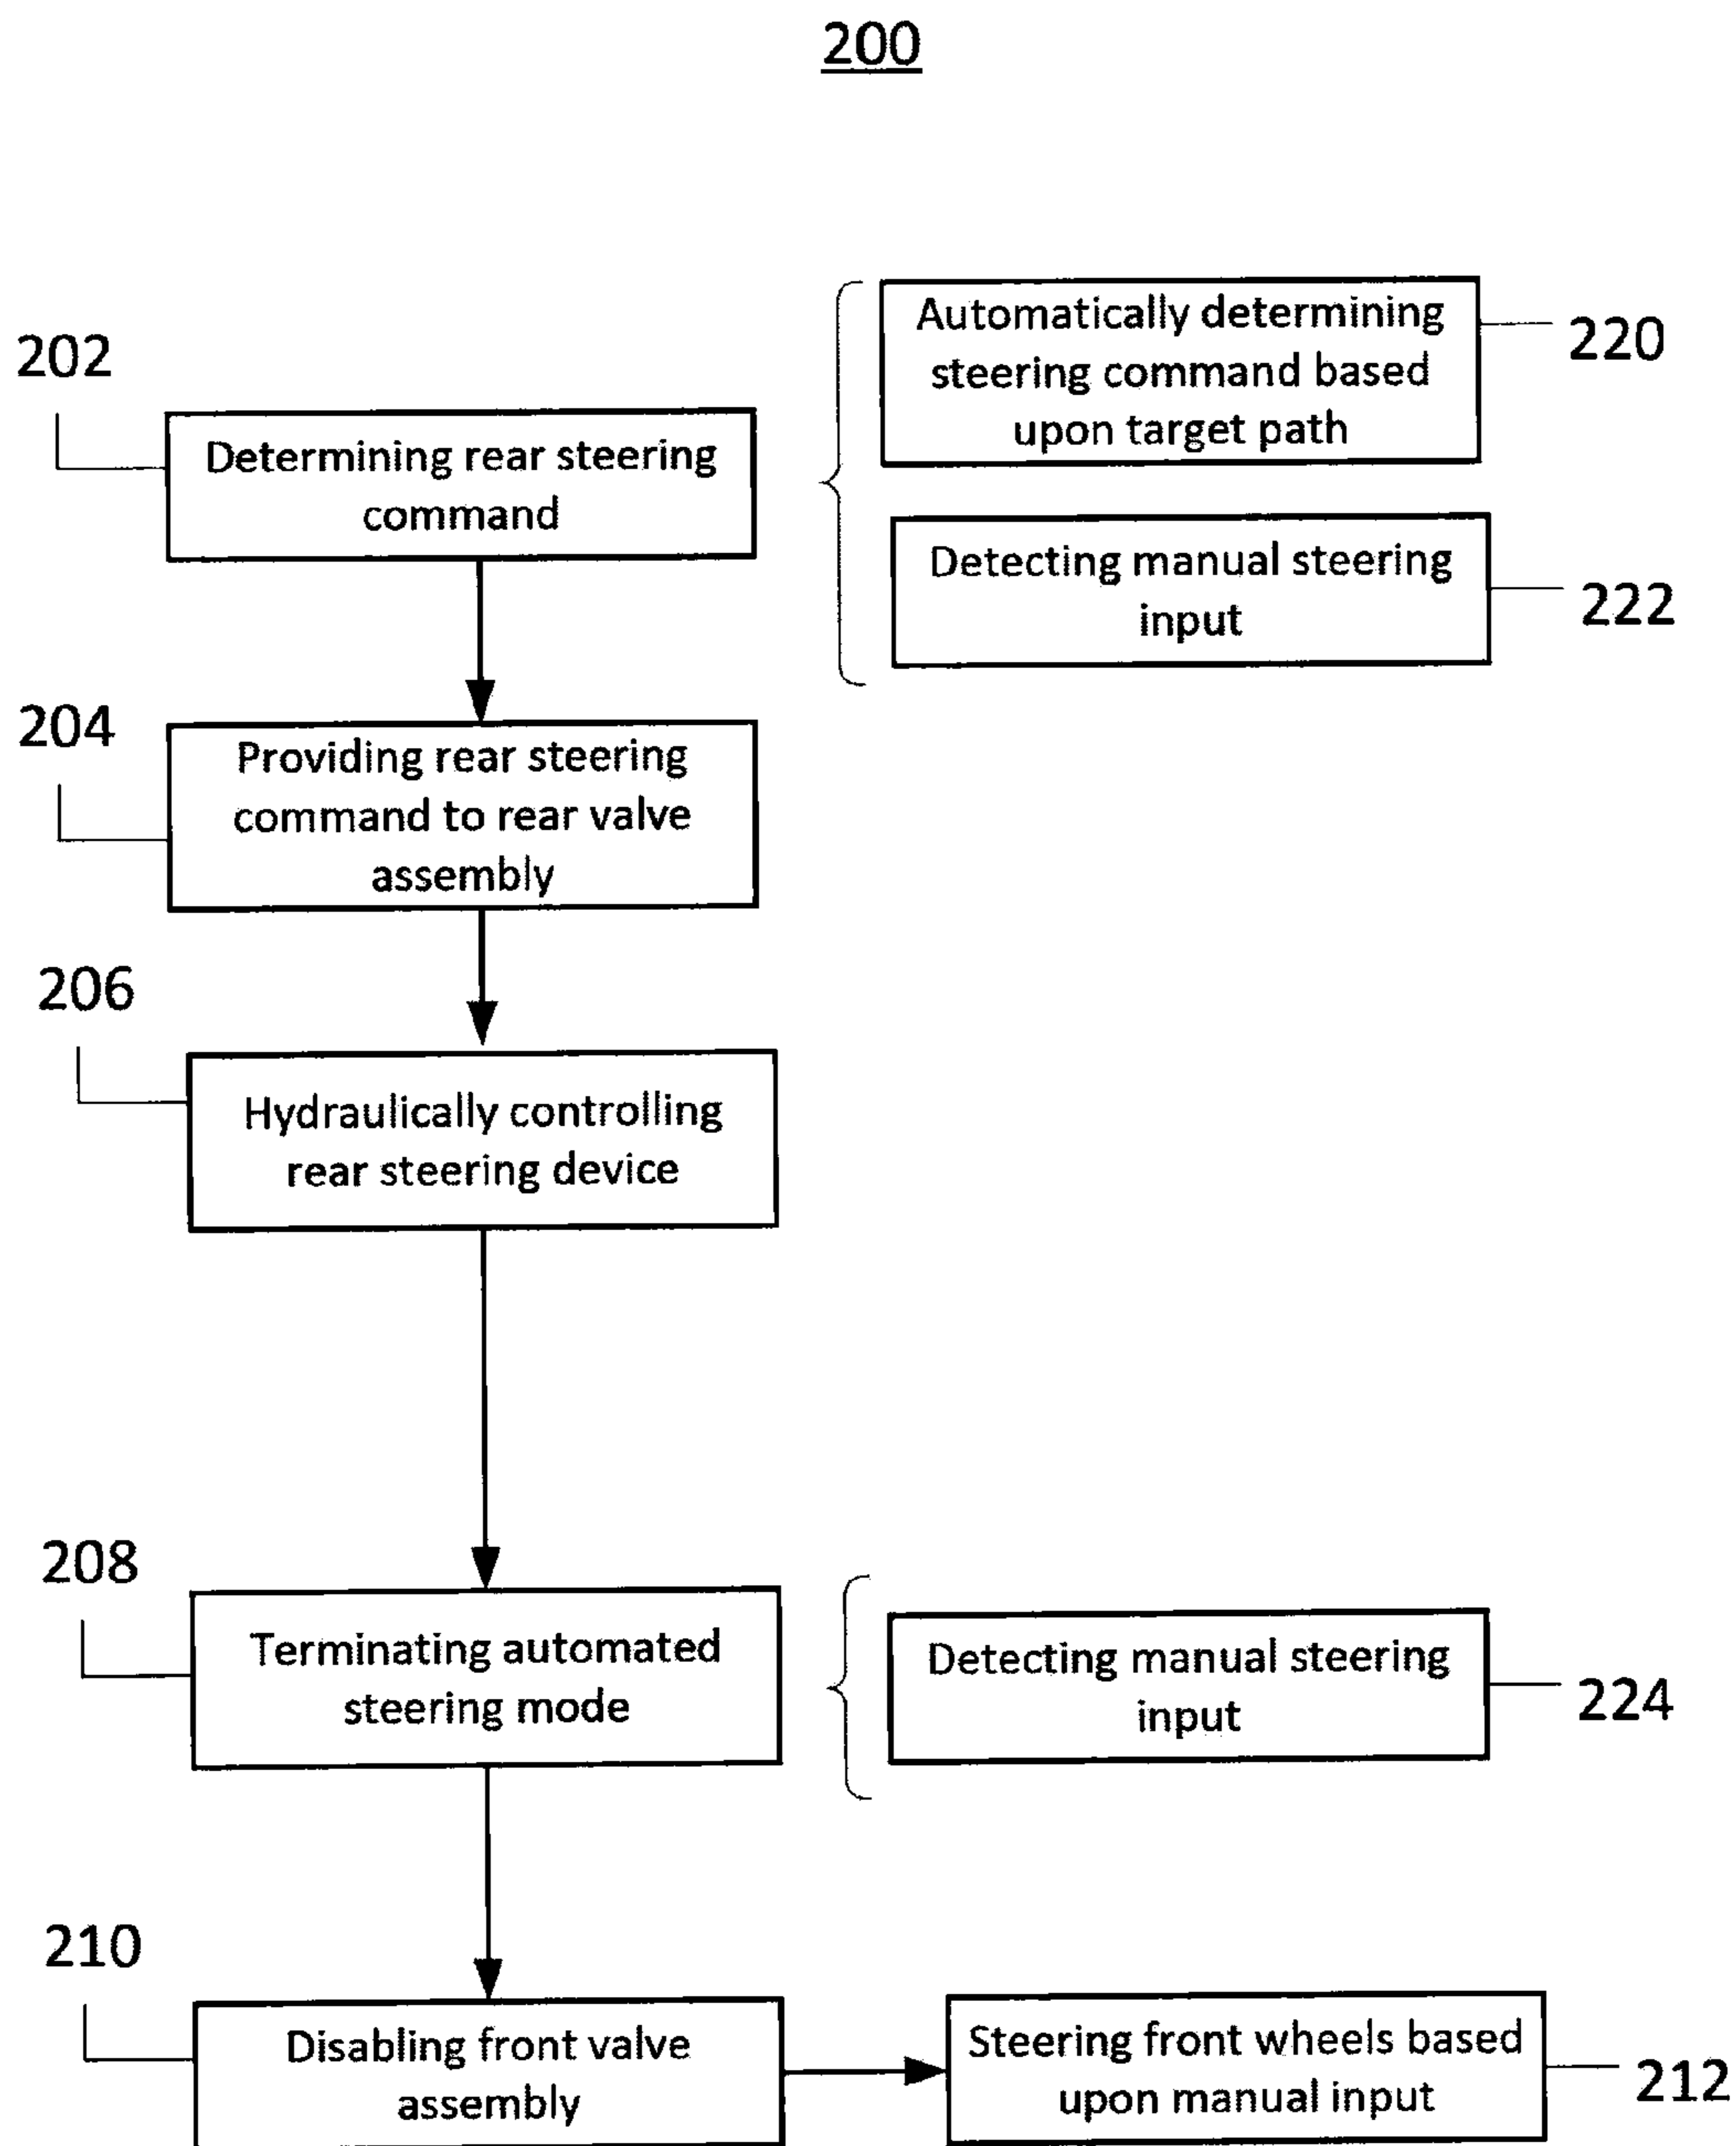 200
202
Determining rear steering
command
Automatically determining
steering command based
upon target path
220
Detecting manual steering
input
222
204
Providing rear steering
command to rear valve
assembly
206
Hydraulically controlling
rear steering device
208
Terminating automated
steering mode
Detecting manual steering
input
224
210
Disabling front valve
assembly
Steering front wheels based
upon manual input
212